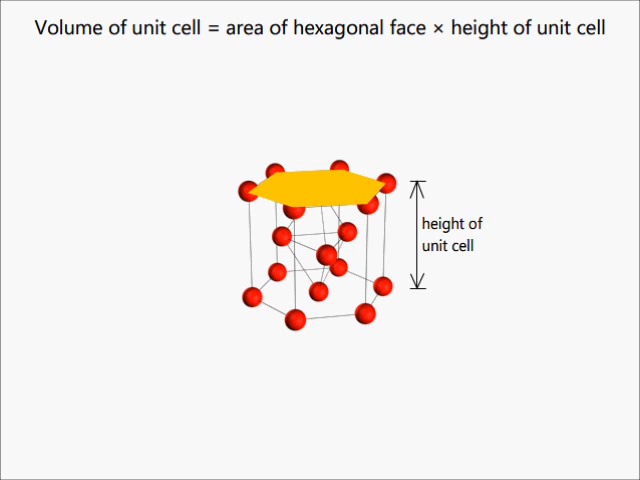 Volume of unit cell = area of hexagonal face × height of unit cell
height of
unit cell